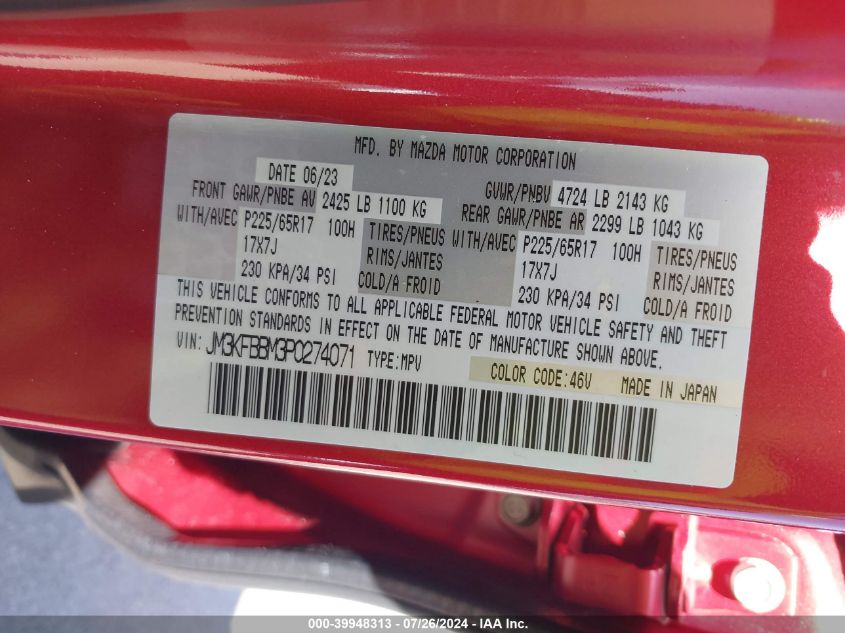 MFD. BY MAZDA MOTOR CORPORATION
DATE 06/23
GVWR/PNBV 4724 LB 2143 KG
FRONT GAWR/PNBE AV 2425 LB 1100 KG
REAR GAWR/PNBE AR 2299 LB 1043 KG
WITH/AVEC P225/65R17 100H TIRES/PNEUS
17X7J RIMS/JANTES
230 KPA/34 PSI COLD/A FROID
WITH/AVEC P225/65R17 100H TIRES/PNEUS
17X7J RIMS/JANTES
230 KPA/34 PSI COLD/A FROID
THIS VEHICLE CONFORMS TO ALL APPLICABLE FEDERAL MOTOR VEHICLE SAFETY AND THEFT
PREVENTION STANDARDS IN EFFECT ON THE DATE OF MANUFACTURE SHOWN ABOVE.
VIN: JM3KFBBM3P0274071 TYPE:MPV
COLOR CODE:46V MADE IN JAPAN
000-39948313 - 07/26/2024 - IAA Inc.